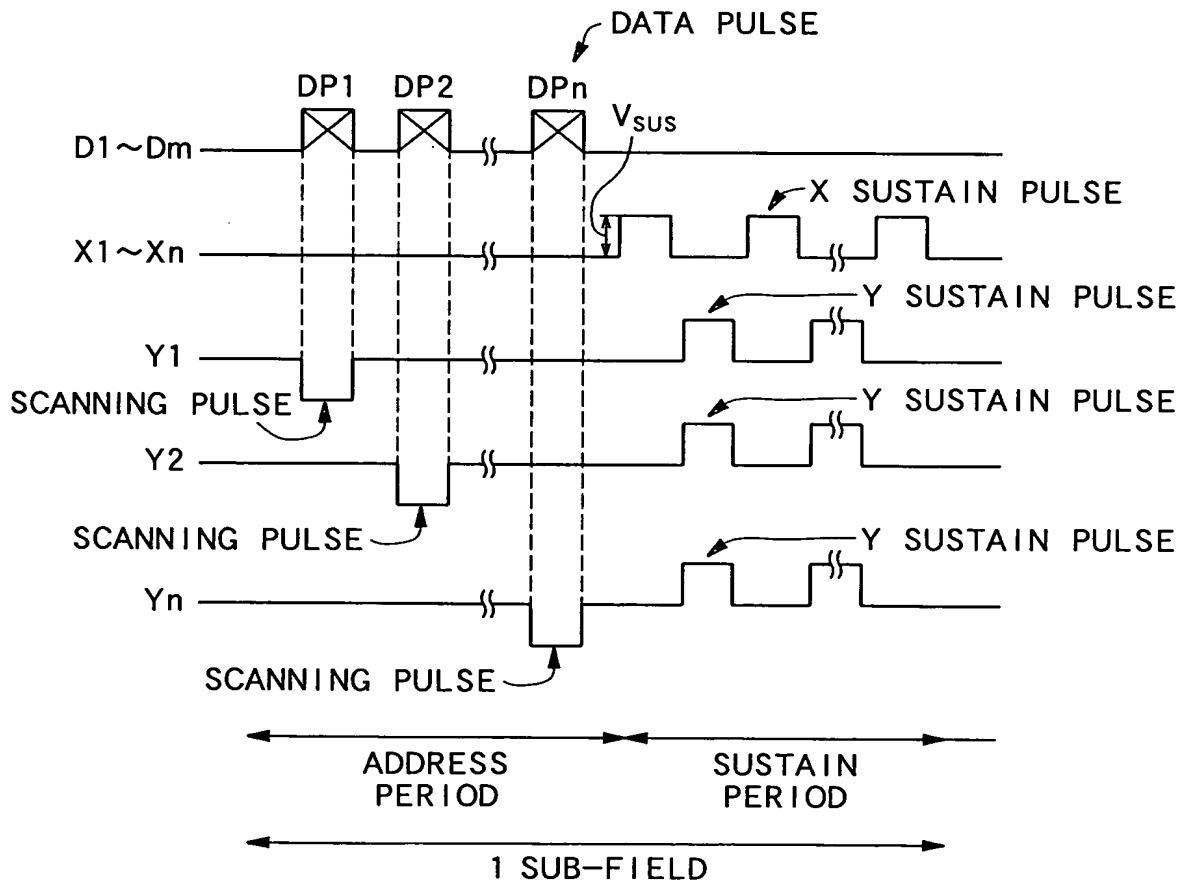 DATA PULSE
DP1 DP2 DPn
VSUS
D1~Dm
X SUSTAIN PULSE
X1~Xn
Y SUSTAIN PULSE
Y1
SCANNING PULSE
Y SUSTAIN PULSE
Y2
SCANNING PULSE
Y SUSTAIN PULSE
Yn
SCANNING PULSE
ADDRESS
PERIOD
SUSTAIN
PERIOD
1 SUB-FIELD